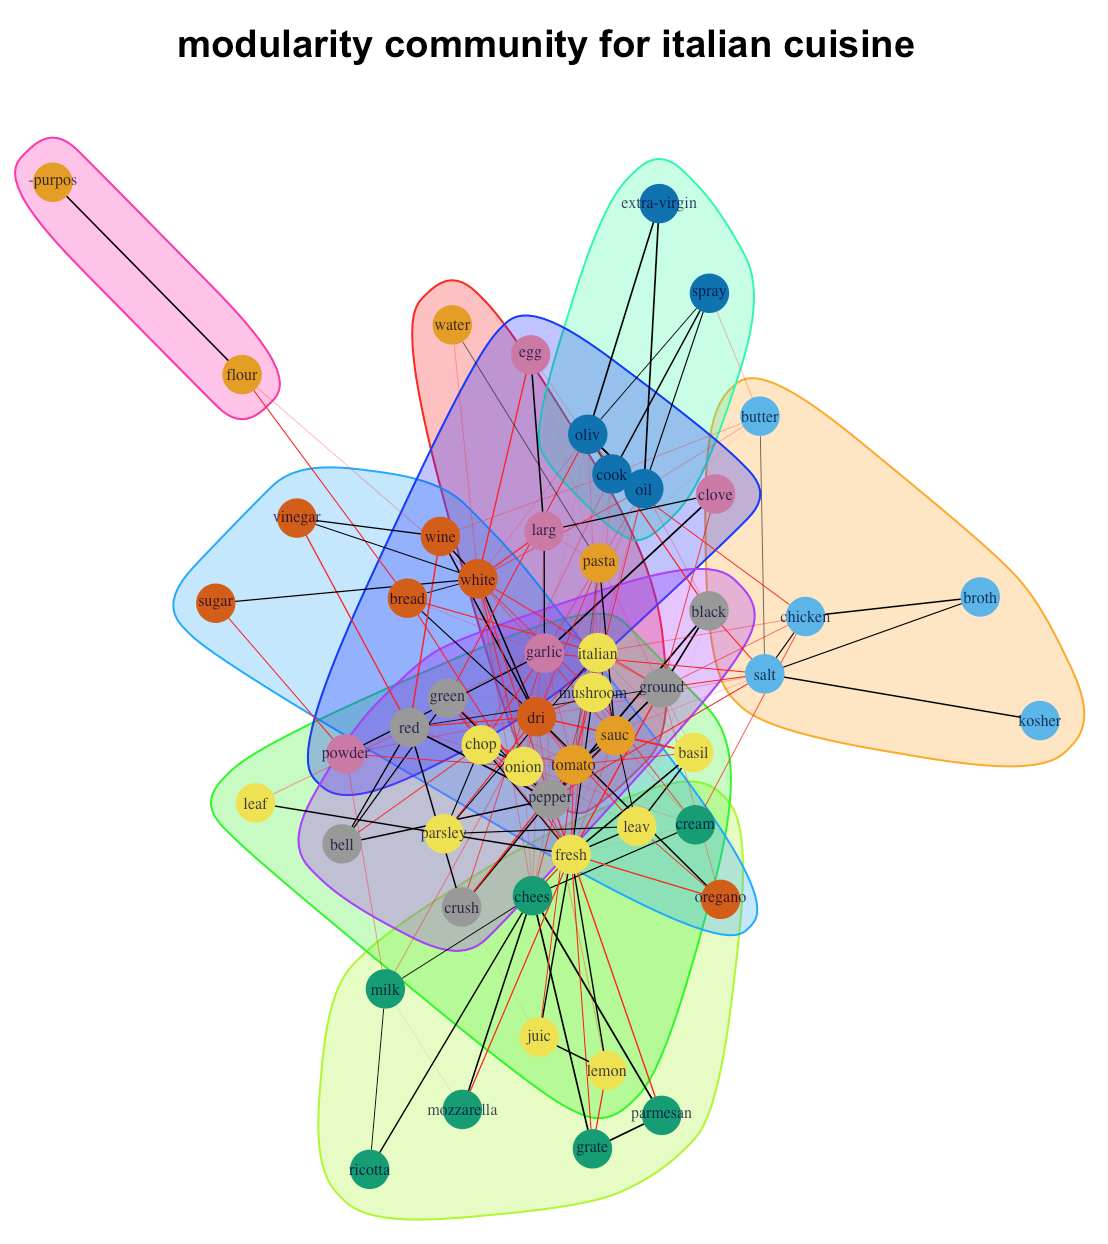 modularity community for italian cuisine
-purpos
extra-virgin
spray
water
egg
flour
butter
oliv
cook
oil
clove
vinegar
larg
wine
pasta
white
broth
sugar
bread
black
chicken
garlic
italian
salt
ground
mushroom
green
dri
kosher
red
sauc
chop
powder
basil
onion
tomato
pepper
leaf
cream
leav
parsley
bell
fresh
chees
oregano
crush
milk
juic
lemon
mozzarella
parmesan
grate
ricotta